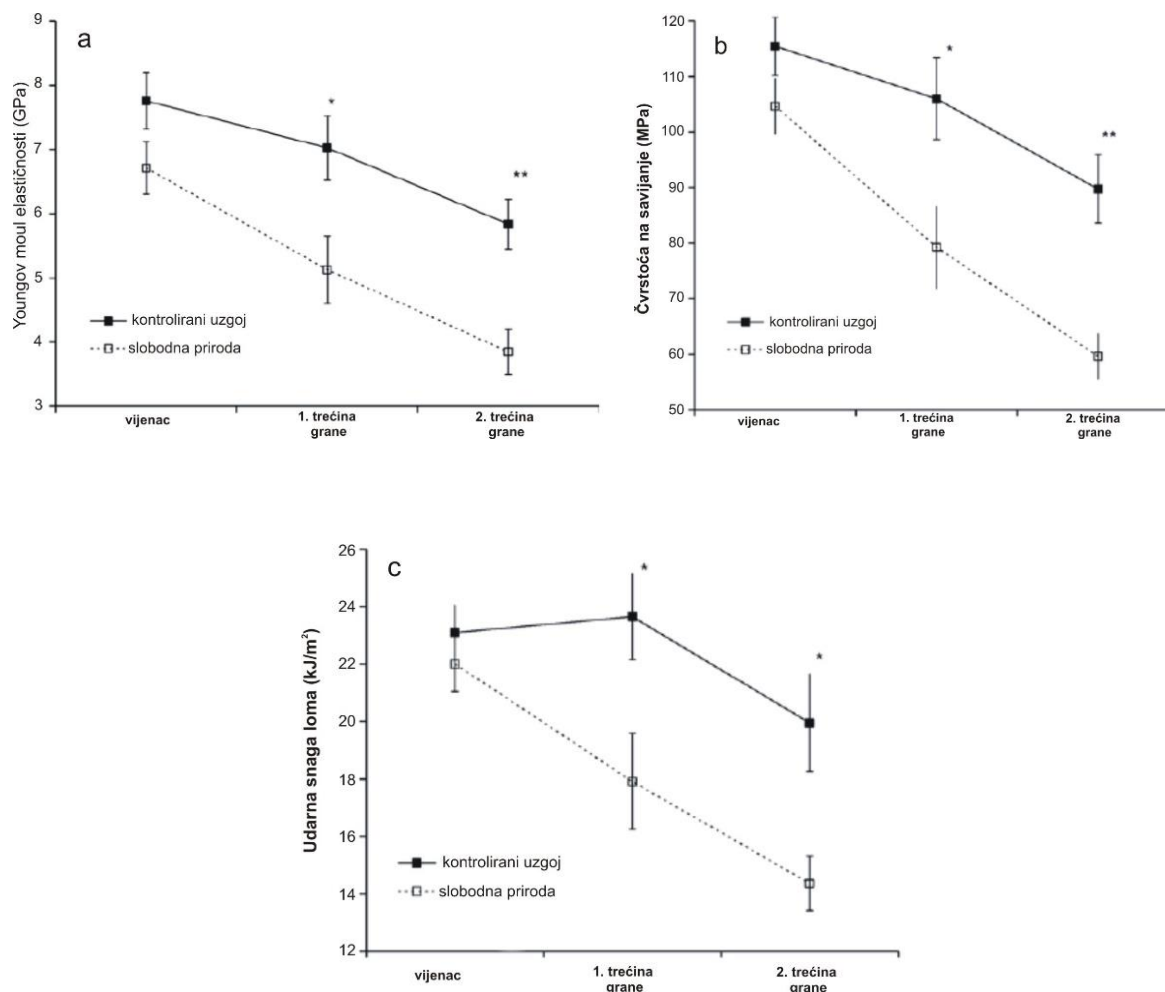 a
9
8
7
6
5
4
3
Youngov moul elastičnosti (GPa)
*
**
kontrolirani uzgoj
slobodna priroda
vijenac
1. trećina
grane
2. trećina
grane
b
120
110
100
90
80
70
60
50
Čvrstoća na savijanje (MPa)
*
**
kontrolirani uzgoj
slobodna priroda
vijenac
1. trećina
grane
2. trećina
grane
c
26
24
22
20
18
16
14
12
Udarna snaga loma (kJ/m²)
*
*
kontrolirani uzgoj
slobodna priroda
vijenac
1. trećina
grane
2. trećina
grane